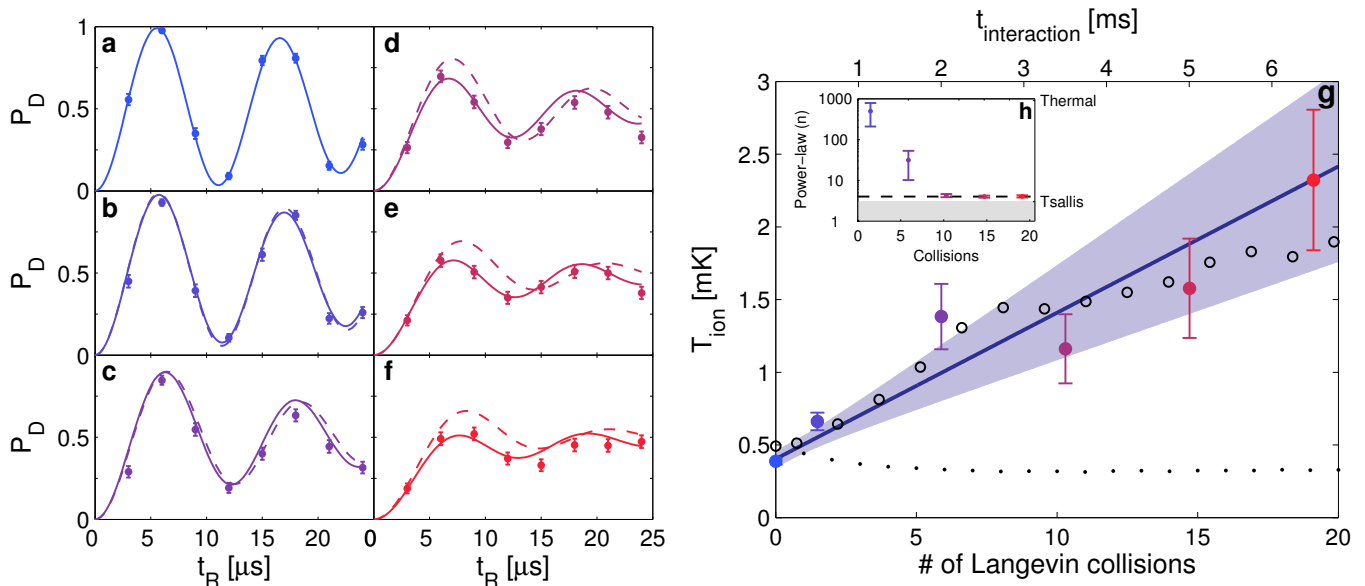 a
b
c
d
e
f
P_D
P_D
P_D
1
0.5
0
0.5
0
0.5
0
0 5 10 15 20
0 5 10 15 20 25
t_R [μs]
t_R [μs]
t_interaction [ms]
1 2 3 4 5 6
g
T_ion [mK]
3
2.5
2
1.5
1
0.5
0
0 5 10 15 20
# of Langevin collisions
h
Power-law (n)
1000
100
10
1
0 5 10 15 20
Collisions
Thermal
Tsallis